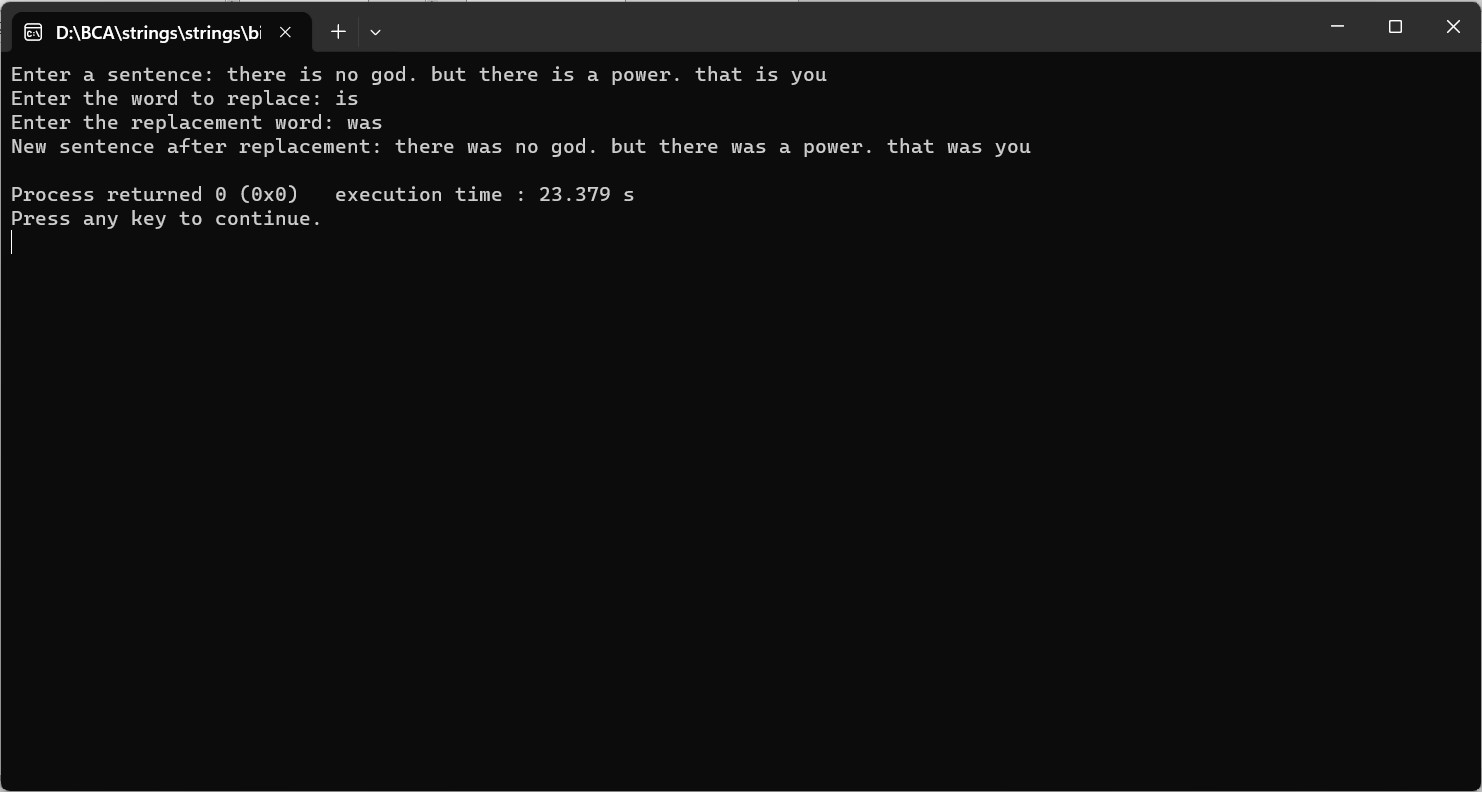 D:\BCA\strings\strings\bi
Enter a sentence: there is no god. but there is a power. that is you
Enter the word to replace: is
Enter the replacement word: was
New sentence after replacement: there was no god. but there was a power. that was you
Process returned 0 (0x0)   execution time : 23.379 s
Press any key to continue.